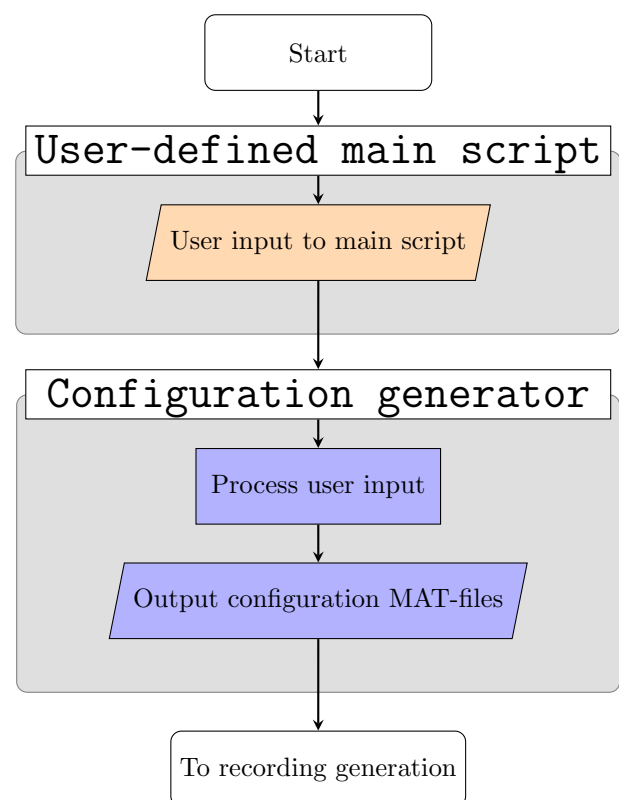 Start
User-defined main script
User input to main script
Configuration generator
Process user input
Output configuration MAT-files
To recording generation